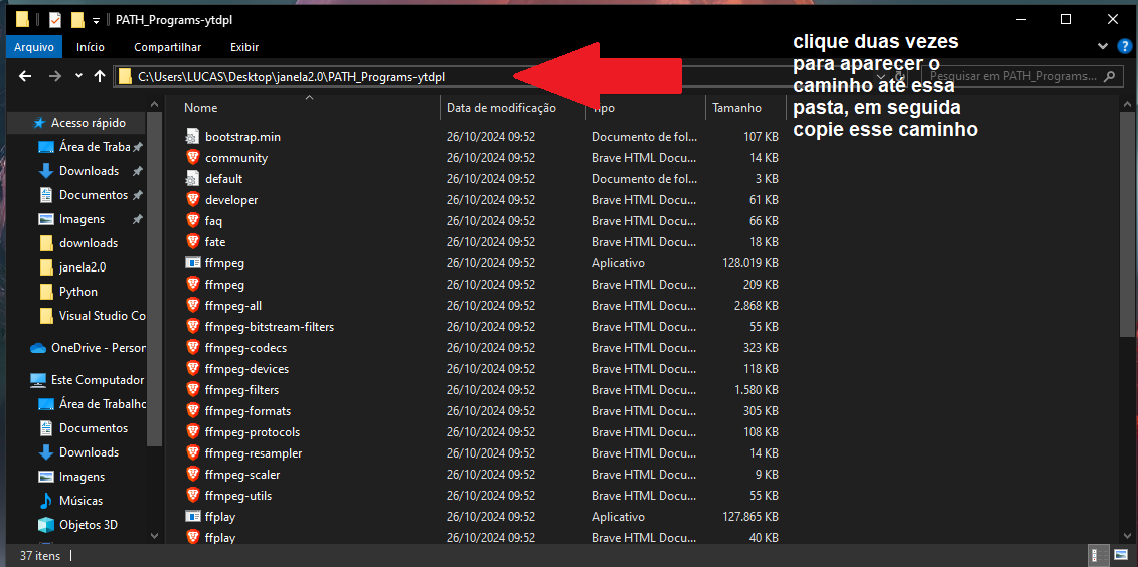 PATH_Programs-ytdpl
Arquivo Início Compartilhar Exibir
C:\Users\LUCAS\Desktop\janela2.0\PATH_Programs-ytdpl
Pesquisar em PATH_Programs...
clique duas vezes
para aparecer o
caminho até essa
pasta, em seguida
copie esse caminho
Nome Data de modificação Tipo Tamanho
Acesso rápido
Área de Traba
Downloads
Documentos
Imagens
downloads
janela2.0
Python
Visual Studio Co
OneDrive - Person
Este Computador
Área de Trabalho
Documentos
Downloads
Imagens
Músicas
Objetos 3D
bootstrap.min 26/10/2024 09:52 Documento de fol... 107 KB
community 26/10/2024 09:52 Brave HTML Docu... 14 KB
default 26/10/2024 09:52 Documento de fol... 3 KB
developer 26/10/2024 09:52 Brave HTML Docu... 61 KB
faq 26/10/2024 09:52 Brave HTML Docu... 66 KB
fate 26/10/2024 09:52 Brave HTML Docu... 18 KB
ffmpeg 26/10/2024 09:52 Aplicativo 128.019 KB
ffmpeg 26/10/2024 09:52 Brave HTML Docu... 209 KB
ffmpeg-all 26/10/2024 09:52 Brave HTML Docu... 2.868 KB
ffmpeg-bitstream-filters 26/10/2024 09:52 Brave HTML Docu... 55 KB
ffmpeg-codecs 26/10/2024 09:52 Brave HTML Docu... 323 KB
ffmpeg-devices 26/10/2024 09:52 Brave HTML Docu... 118 KB
ffmpeg-filters 26/10/2024 09:52 Brave HTML Docu... 1.580 KB
ffmpeg-formats 26/10/2024 09:52 Brave HTML Docu... 305 KB
ffmpeg-protocols 26/10/2024 09:52 Brave HTML Docu... 108 KB
ffmpeg-resampler 26/10/2024 09:52 Brave HTML Docu... 14 KB
ffmpeg-scaler 26/10/2024 09:52 Brave HTML Docu... 9 KB
ffmpeg-utils 26/10/2024 09:52 Brave HTML Docu... 55 KB
ffplay 26/10/2024 09:52 Aplicativo 127.865 KB
ffplay 26/10/2024 09:52 Brave HTML Docu... 40 KB
37 itens